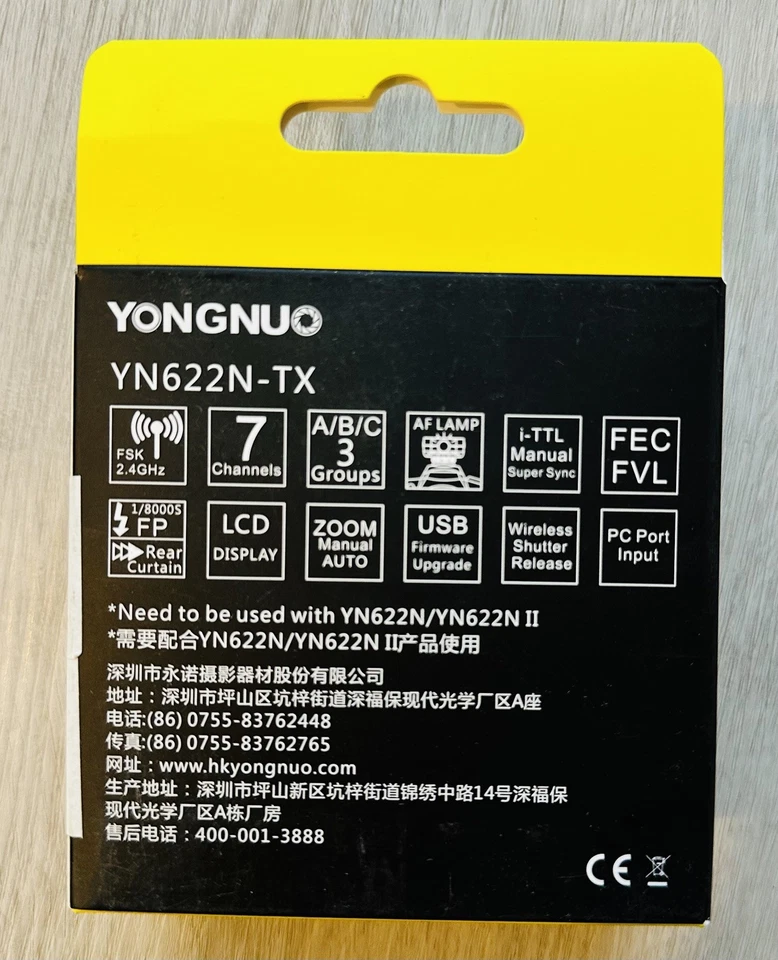 YONGNUO
YN622N-TX
FSK
2.4GHz
7
Channels
A/B/C
3
Groups
AF LAMP
i-TTL
Manual
Super Sync
FEC
FVL
1/8000S
FP
Rear
Curtain
LCD
DISPLAY
ZOOM
Manual
AUTO
USB
Firmware
Upgrade
Wireless
Shutter
Release
PC Port
Input
*Need to be used with YN622N/YN622N II
*需要配合YN622N/YN622N II产品使用
深圳市永诺摄影器材股份有限公司
地址：深圳市坪山区坑梓街道深福保现代光学厂区A座
电话:(86) 0755-83762448
传真:(86) 0755-83762765
网址：www.hkyongnuo.com
生产地址：深圳市坪山新区坑梓街道锦绣中路14号深福保
现代光学厂区A栋厂房
售后电话：400-001-3888
CE